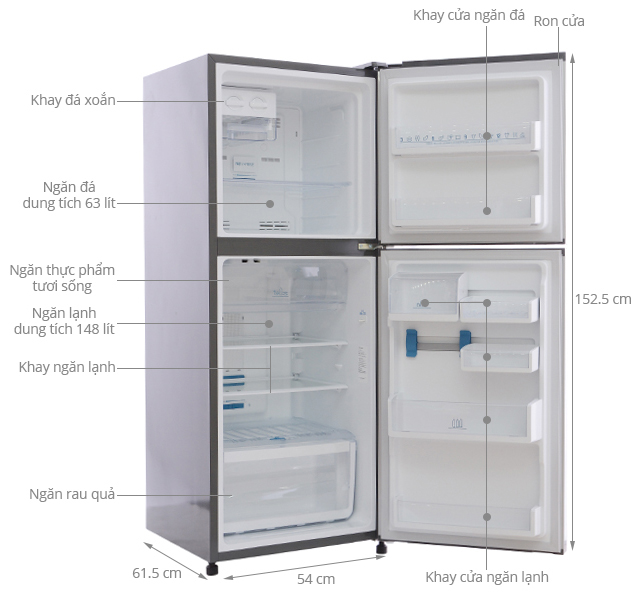 Khay cửa ngăn đá
Ron cửa
Khay đá xoắn
Ngăn đá
dung tích 63 lít
Ngăn thực phẩm
tươi sống
Ngăn lạnh
dung tích 148 lít
Khay ngăn lạnh
152.5 cm
Ngăn rau quả
61.5 cm
54 cm
Khay cửa ngăn lạnh